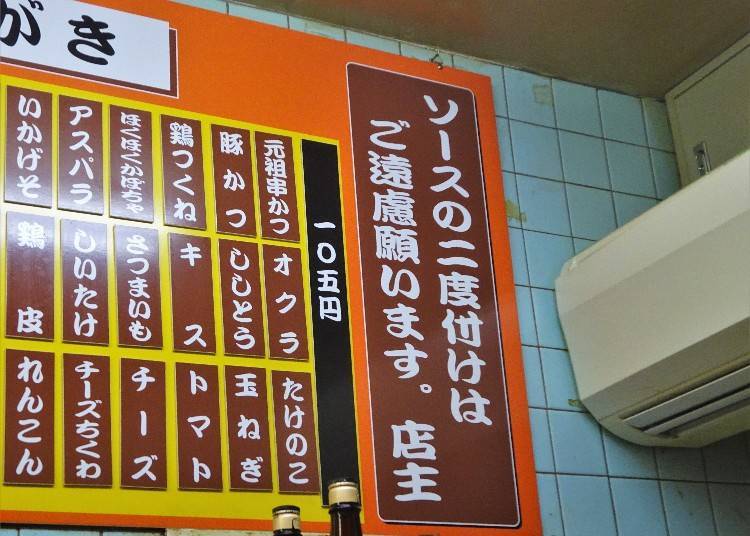 ソースの二度付けは
ご遠慮願います。店主
一〇五円
元祖串かつ
豚かつ
鶏つくね
ほくほくかぼちゃ
アスパラ
いかげそ
オクラ
ししとう
キス
さつまいも
しいたけ
鶏皮
たけのこ
玉ねぎ
トマト
チーズ
チーズちくわ
れんこん
がき